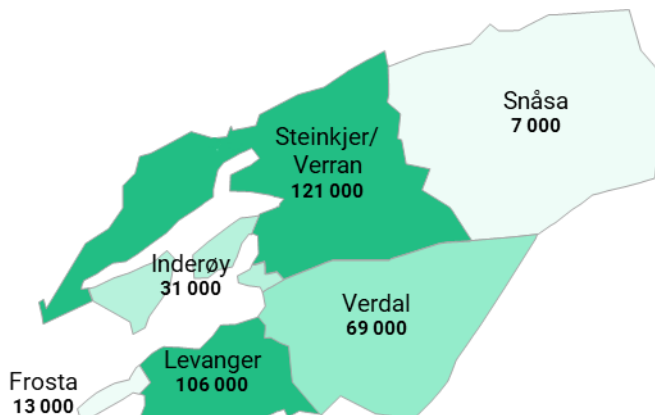 Snåsa
7 000
Steinkjer/
Verran
121 000
Inderøy
31 000
Verdal
69 000
Levanger
106 000
Frosta
13 000